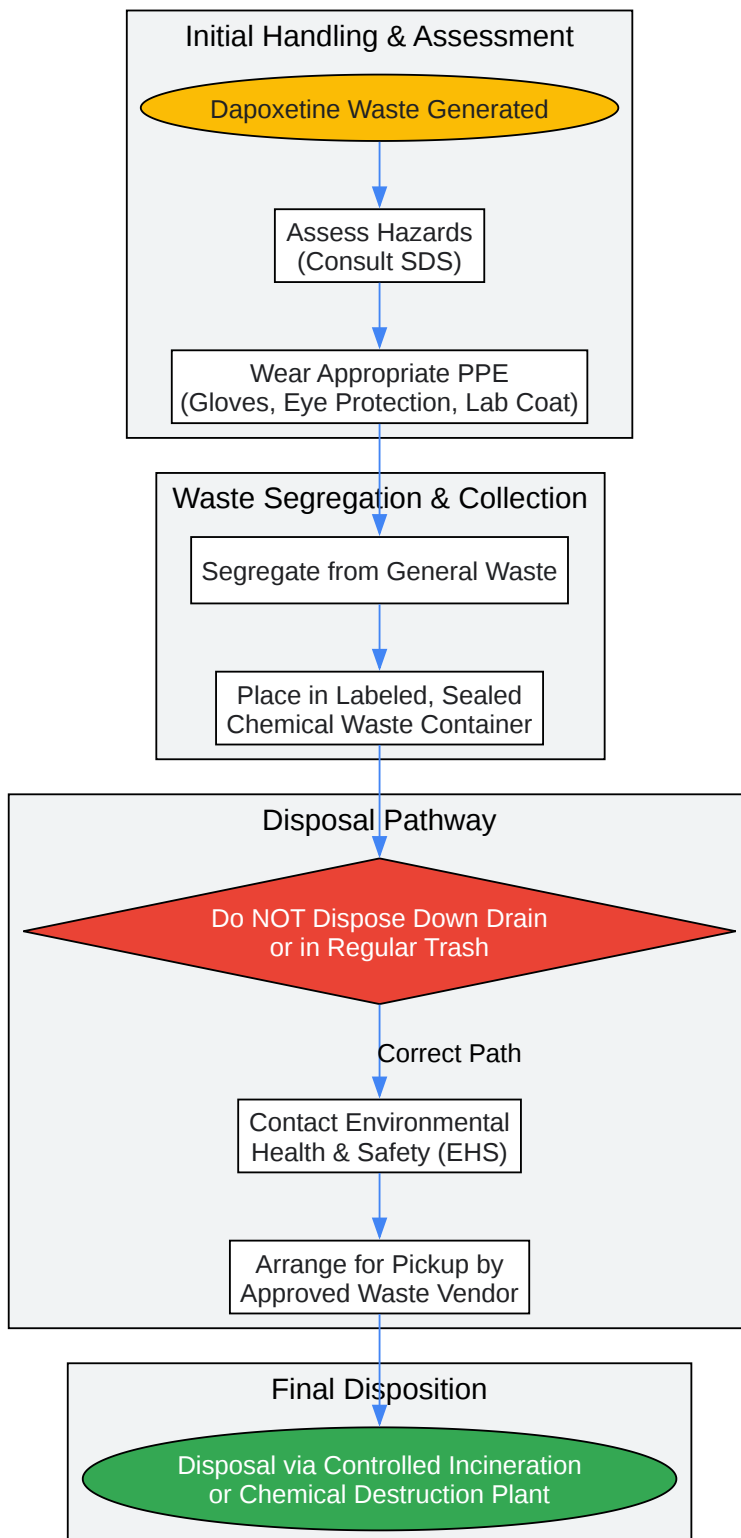 Initial Handling & Assessment
Dapoxetine Waste Generated
Assess Hazards
(Consult SDS)
Wear Appropriate PPE
(Gloves, Eye Protection, Lab Coat)
Waste Segregation & Collection
Segregate from General Waste
Place in Labeled, Sealed
Chemical Waste Container
Disposal Pathway
Do NOT Dispose Down Drain
or in Regular Trash
Correct Path
Contact Environmental
Health & Safety (EHS)
Arrange for Pickup by
Approved Waste Vendor
Final Disposition
Disposal via Controlled Incineration
or Chemical Destruction Plant